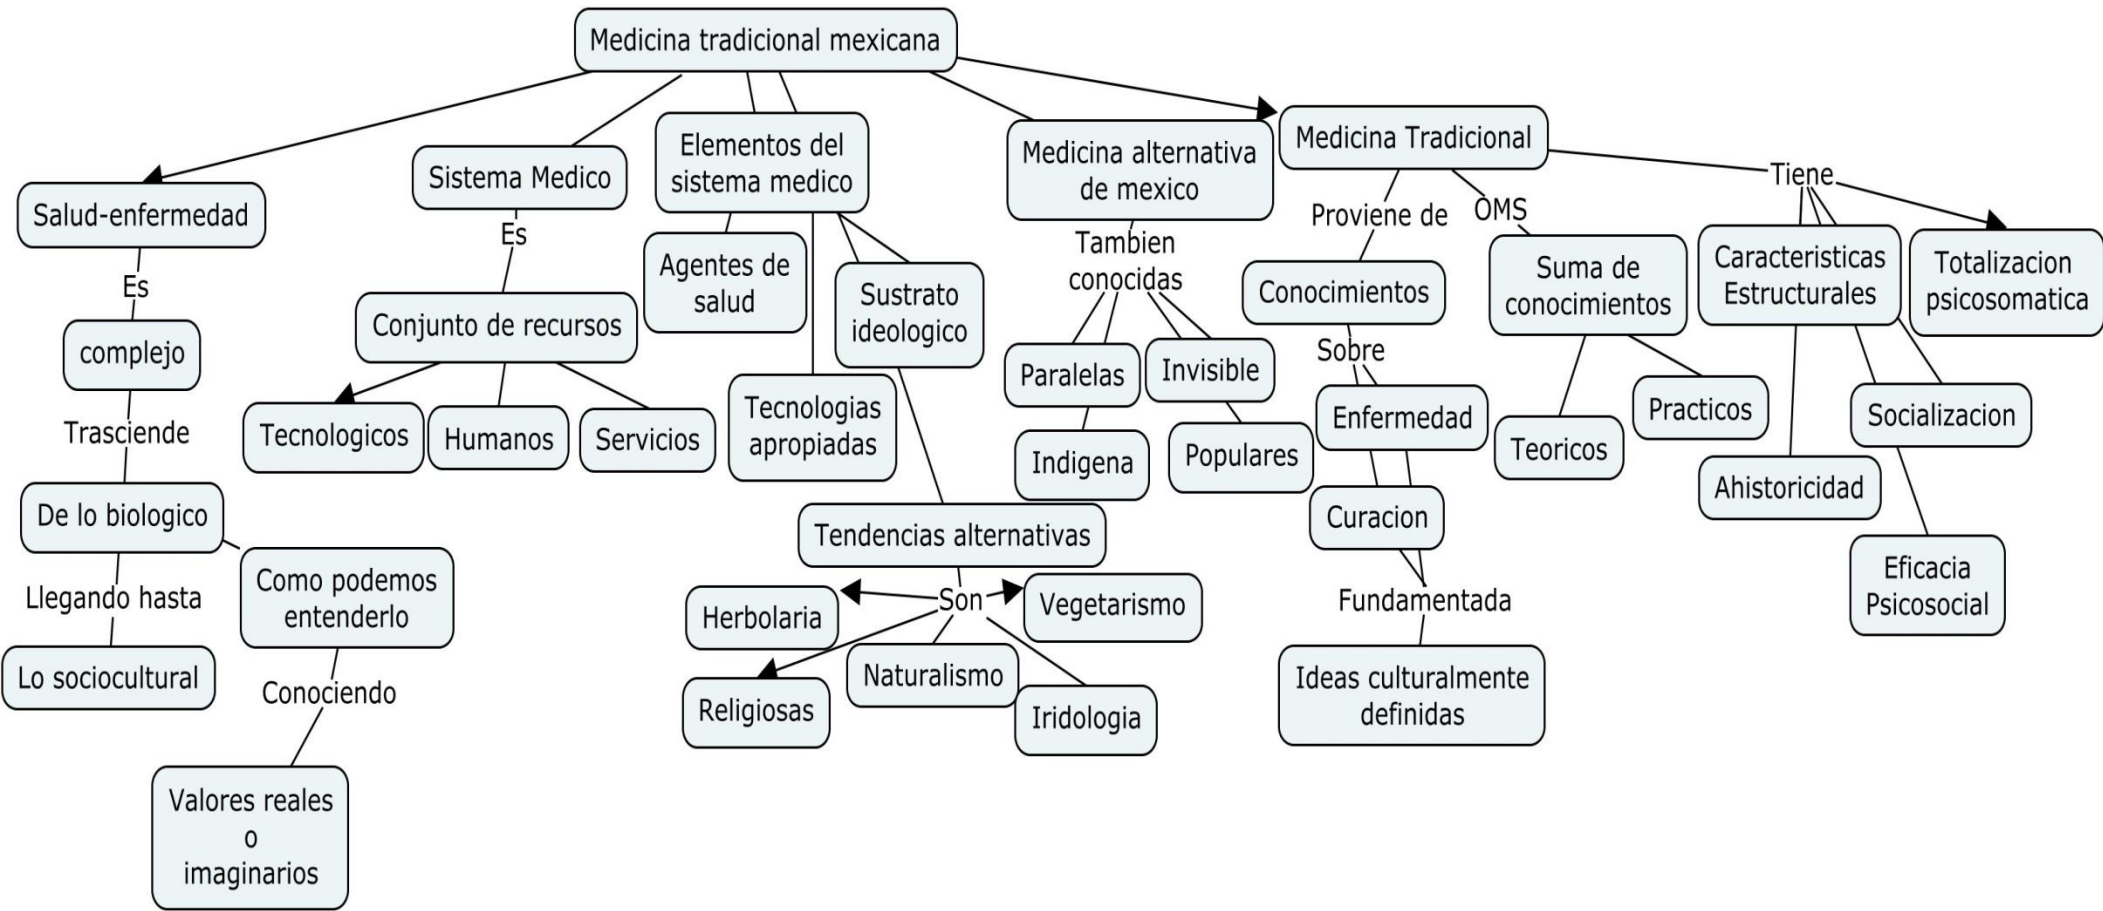 Medicina tradicional mexicana
Salud-enfermedad
Es
complejo
Trasciende
De lo biologico
Llegando hasta
Lo sociocultural
Como podemos
entenderlo
Conociendo
Valores reales
o
imaginarios
Sistema Medico
Es
Conjunto de recursos
Tecnologicos
Humanos
Servicios
Elementos del
sistema medico
Agentes de
salud
Tecnologias
apropiadas
Sustrato
ideologico
Tendencias alternativas
Son
Herbolaria
Religiosas
Naturalismo
Iridologia
Vegetarismo
Medicina alternativa
de mexico
Tambien
conocidas
Paralelas
Indigena
Invisible
Populares
Medicina Tradicional
Proviene de
Conocimientos
Sobre
Enfermedad
Curacion
Fundamentada
Ideas culturalmente
definidas
OMS
Suma de
conocimientos
Teoricos
Practicos
Tiene
Caracteristicas
Estructurales
Ahistoricidad
Socializacion
Eficacia
Psicosocial
Totalizacion
psicosomatica